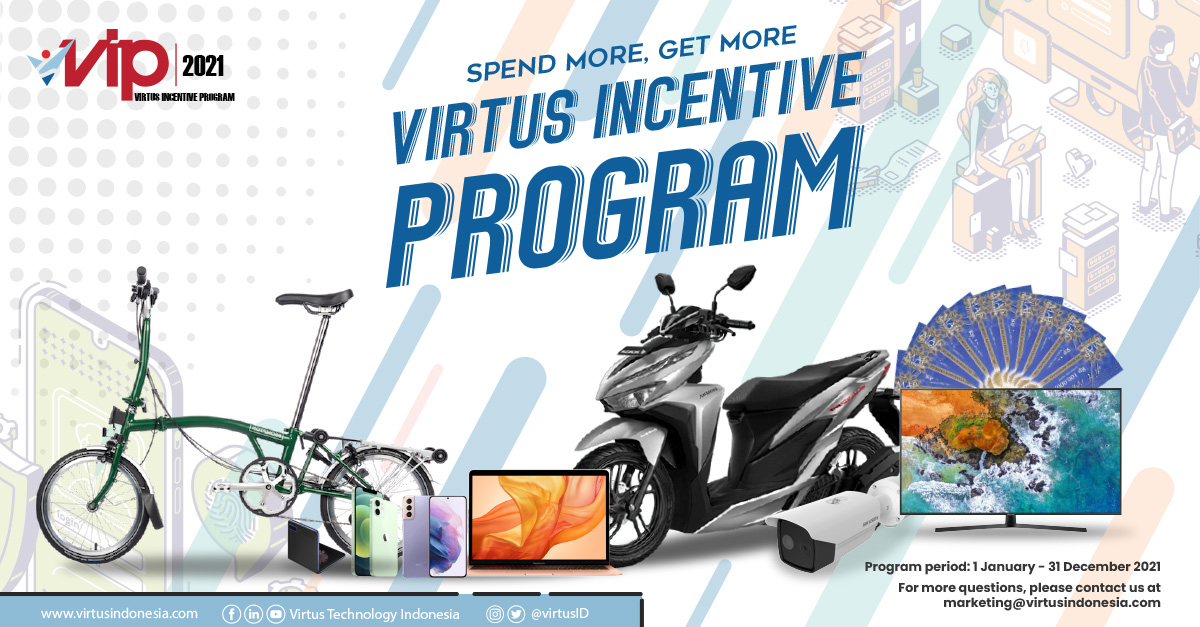 vip 2021
VIRTUS INCENTIVE PROGRAM
SPEND MORE, GET MORE
VIRTUS INCENTIVE
PROGRAM
login
Program period: 1 January - 31 December 2021
For more questions, please contact us at
marketing@virtusindonesia.com
www.virtusindonesia.com
Virtus Technology Indonesia
@virtusID